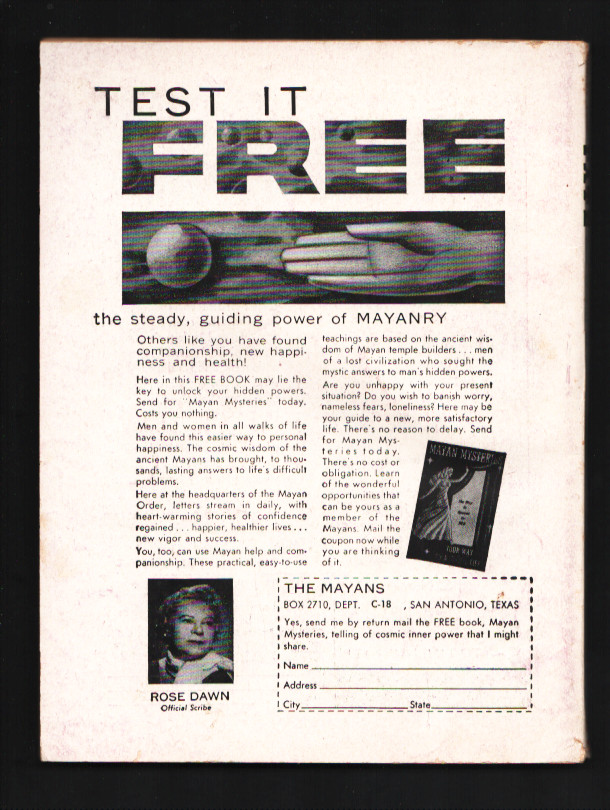 TEST IT
FREE
the steady, guiding power of MAYANRY
Others like you have found
companionship, new happi-
ness and health!
Here in this FREE BOOK may lie the
key to unlock your hidden powers.
Send for "Mayan Mysteries" today.
Costs you nothing.
Men and women in all walks of life
have found this easier way to personal
happiness. The cosmic wisdom of the
ancient Mayans has brought, to thou-
sands, lasting answers to life's difficult
problems.
Here at the headquarters of the Mayan
Order, letters stream in daily, with
heart-warming stories of confidence
regained . . . happier, healthier lives . . .
new vigor and success.
You, too, can use Mayan help and com-
panionship. These practical, easy-to-use
teachings are based on the ancient wis-
dom of Mayan temple builders . . . men
of a lost civilization who sought the
mystic answers to man's hidden powers.
Are you unhappy with your present
situation? Do you wish to banish worry,
nameless fears, loneliness? Here may be
your guide to a new, more satisfactory
life. There's no reason to delay. Send
for Mayan Mys-
teries today.
There's no cost or
obligation. Learn
of the wonderful
opportunities that
can be yours as a
member of the
Mayans. Mail the
coupon now while
you are thinking
of it.
MAYAN MYSTERI
YOUR WAY
ROSE DAWN
Official Scribe
THE MAYANS
BOX 2710, DEPT. C-18 , SAN ANTONIO, TEXAS
Yes, send me by return mail the FREE book, Mayan
Mysteries, telling of cosmic inner power that I might
share.
Name
Address
City State